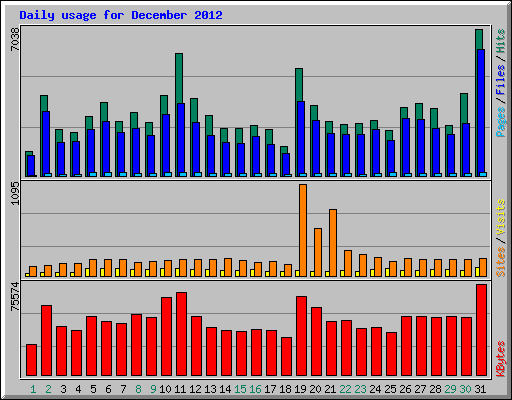 Daily usage for December 2012
7038
Pages / Files / Hits
1095
Sites / Visits
75574
KBytes
1 2 3 4 5 6 7 8 9 10 11 12 13 14 15 16 17 18 19 20 21 22 23 24 25 26 27 28 29 30 31